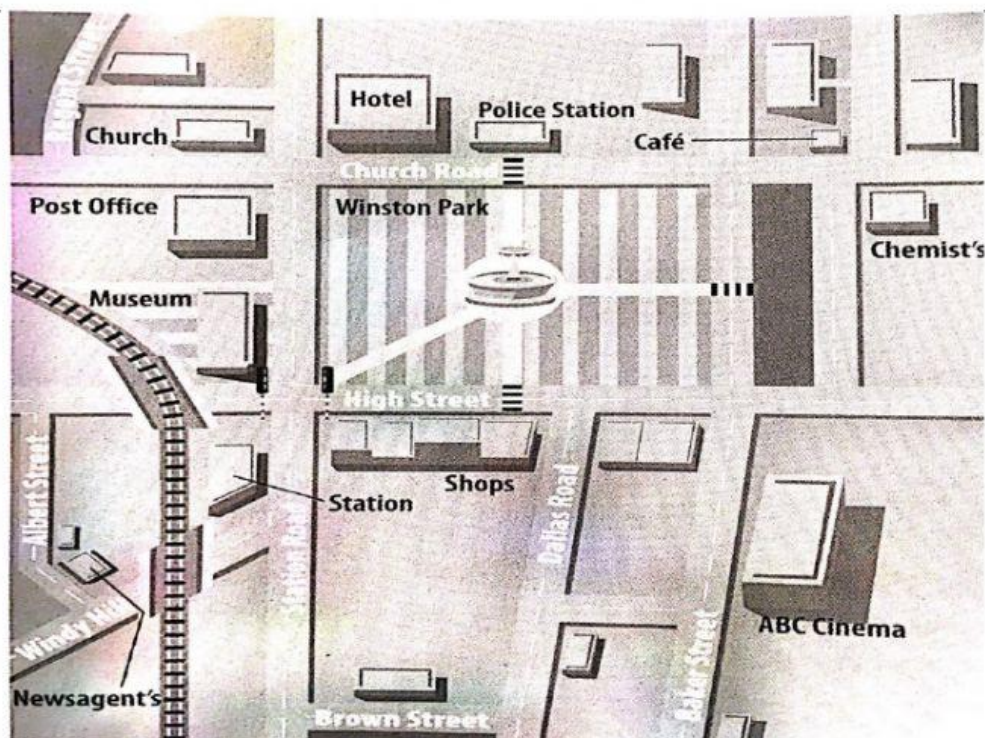 Hotel
Police Station
Church
Café
Church Road
Post Office
Winston Park
Chemist's
Museum
High Street
Albert Street
Shops
Station
Station Road
Dallas Road
Windy Hill
ABC Cinema
Baker Street
Newsagent's
Brown Street